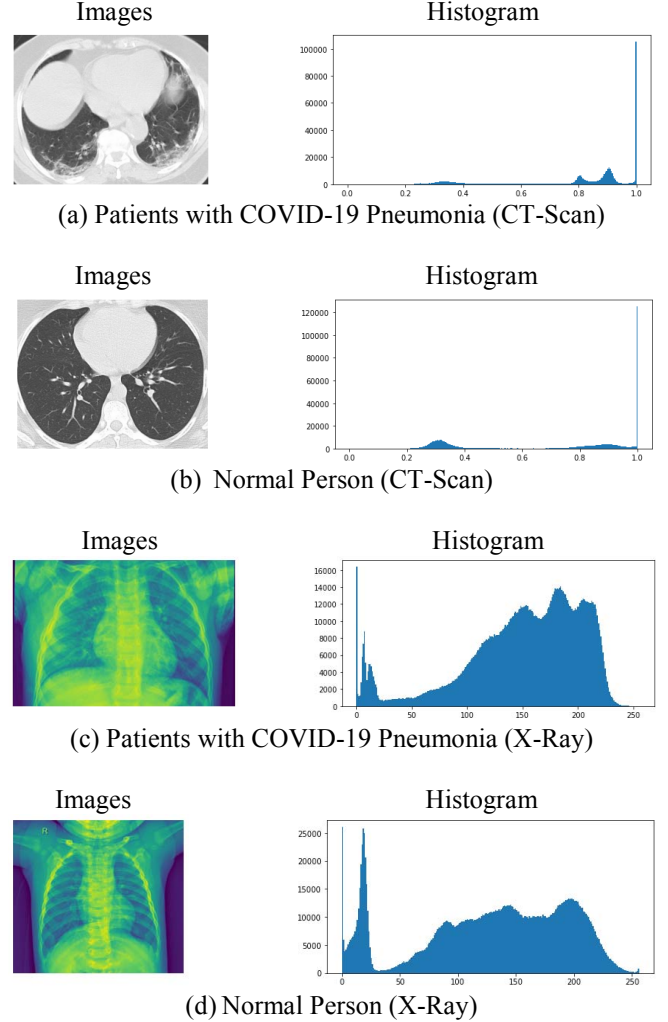 Images Histogram
100000
80000
60000
40000
20000
0
0.0 0.2 0.4 0.6 0.8 1.0
(a) Patients with COVID-19 Pneumonia (CT-Scan)
Images Histogram
120000
100000
80000
60000
40000
20000
0
0.0 0.2 0.4 0.6 0.8 1.0
(b) Normal Person (CT-Scan)
Images Histogram
16000
14000
12000
10000
8000
6000
4000
2000
0
0 50 100 150 200 250
(c) Patients with COVID-19 Pneumonia (X-Ray)
Images Histogram
R
25000
20000
15000
10000
5000
0
0 50 100 150 200 250
(d) Normal Person (X-Ray)